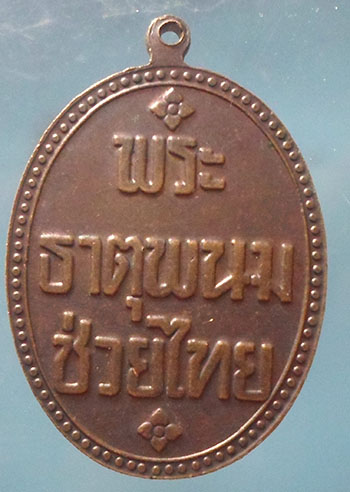 พระ
ธาตุพนม
ช่วยไทย